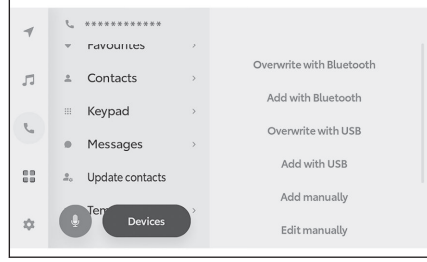 ************
Favourites
Contacts
Keypad
Messages
Update contacts
Devices
Overwrite with Bluetooth
Add with Bluetooth
Overwrite with USB
Add with USB
Add manually
Edit manually